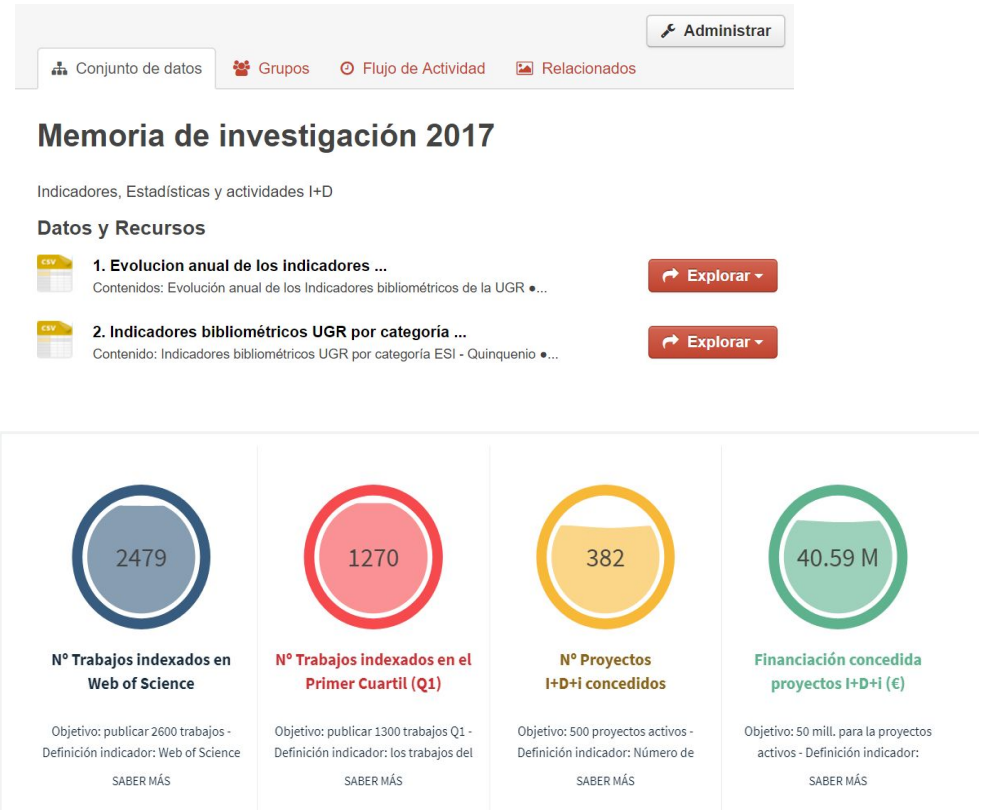 Administrar
Conjunto de datos Grupos Flujo de Actividad Relacionados
Memoria de investigación 2017
Indicadores, Estadísticas y actividades I+D
Datos y Recursos
CSV
1. Evolucion anual de los indicadores ...
Contenidos: Evolución anual de los Indicadores bibliométricos de la UGR ●...
Explorar
CSV
2. Indicadores bibliométricos UGR por categoría ...
Contenido: Indicadores bibliométricos UGR por categoría ESI - Quinquenio ●...
Explorar
2479
Nº Trabajos indexados en
Web of Science
Objetivo: publicar 2600 trabajos -
Definición indicador: Web of Science
SABER MÁS
1270
Nº Trabajos indexados en el
Primer Cuartil (Q1)
Objetivo: publicar 1300 trabajos Q1 -
Definición indicador: los trabajos del
SABER MÁS
382
Nº Proyectos
I+D+i concedidos
Objetivo: 500 proyectos activos -
Definición indicador: Número de
SABER MÁS
40.59 M
Financiación concedida
proyectos I+D+i (€)
Objetivo: 50 mill. para la proyectos
activos - Definición indicador:
SABER MÁS